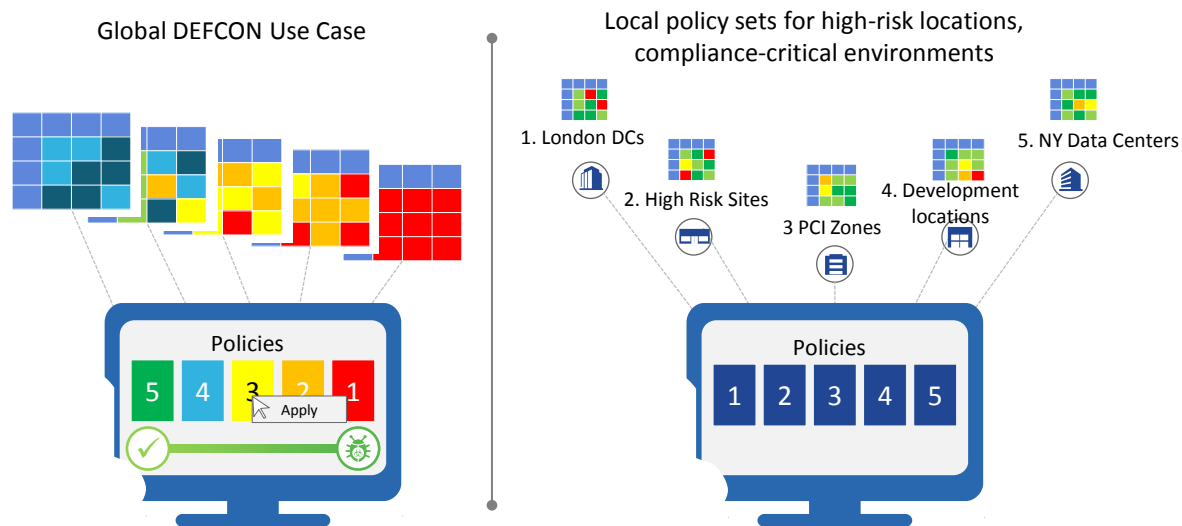 Global DEFCON Use Case
Policies
5 4 3 2 1
Apply
Local policy sets for high-risk locations,
compliance-critical environments
1. London DCs
2. High Risk Sites
3 PCI Zones
4. Development
locations
5. NY Data Centers
Policies
1 2 3 4 5